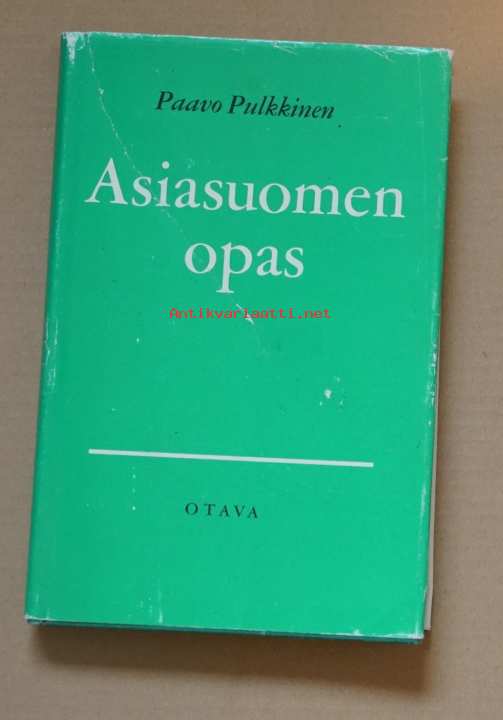 Paavo Pulkkinen
Asiasuomen
opas
Antikvariaatti.net
OTAVA